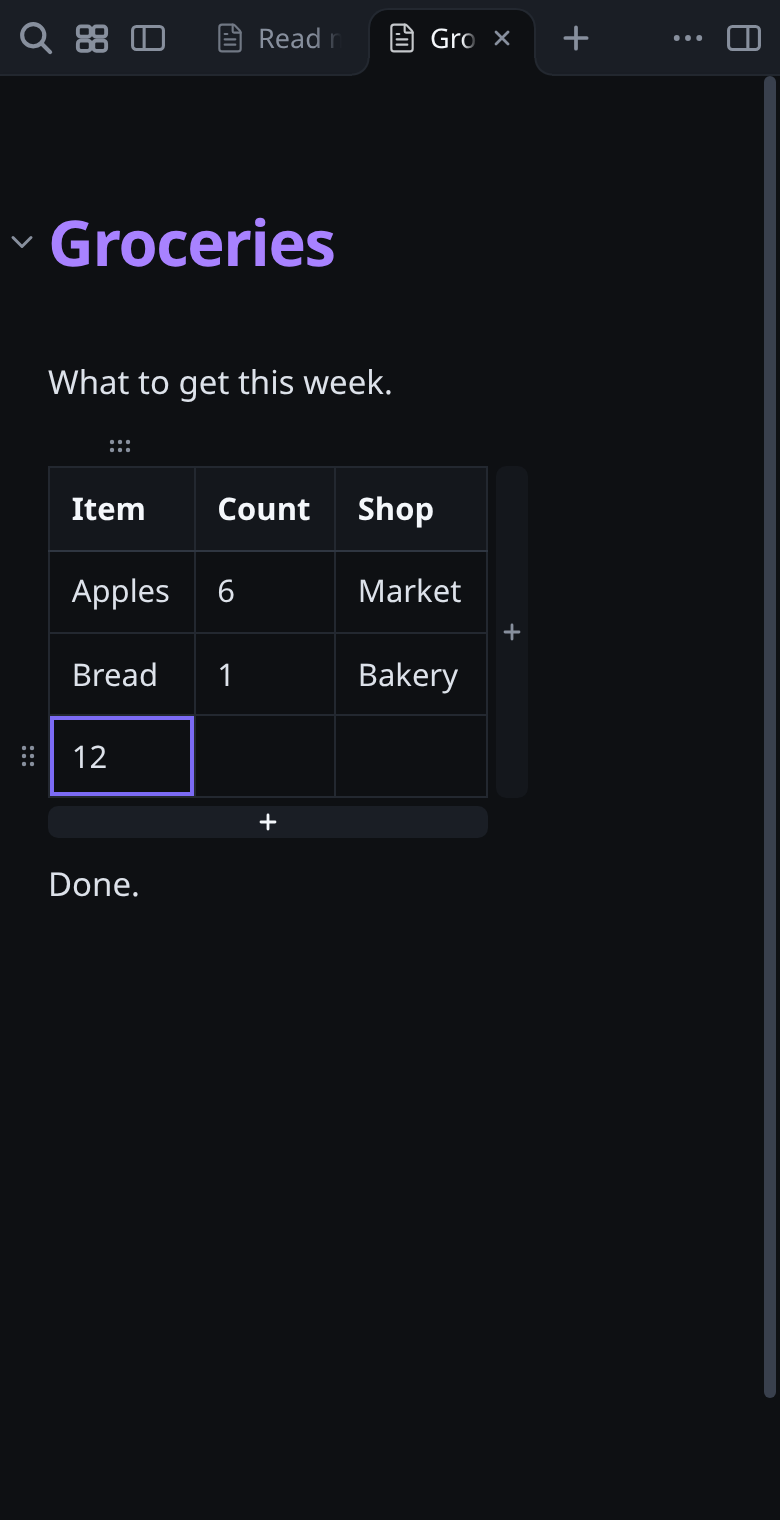 Read
Gro
Groceries
What to get this week.
Item Count Shop
Apples 6 Market
Bread 1 Bakery
12
Done.